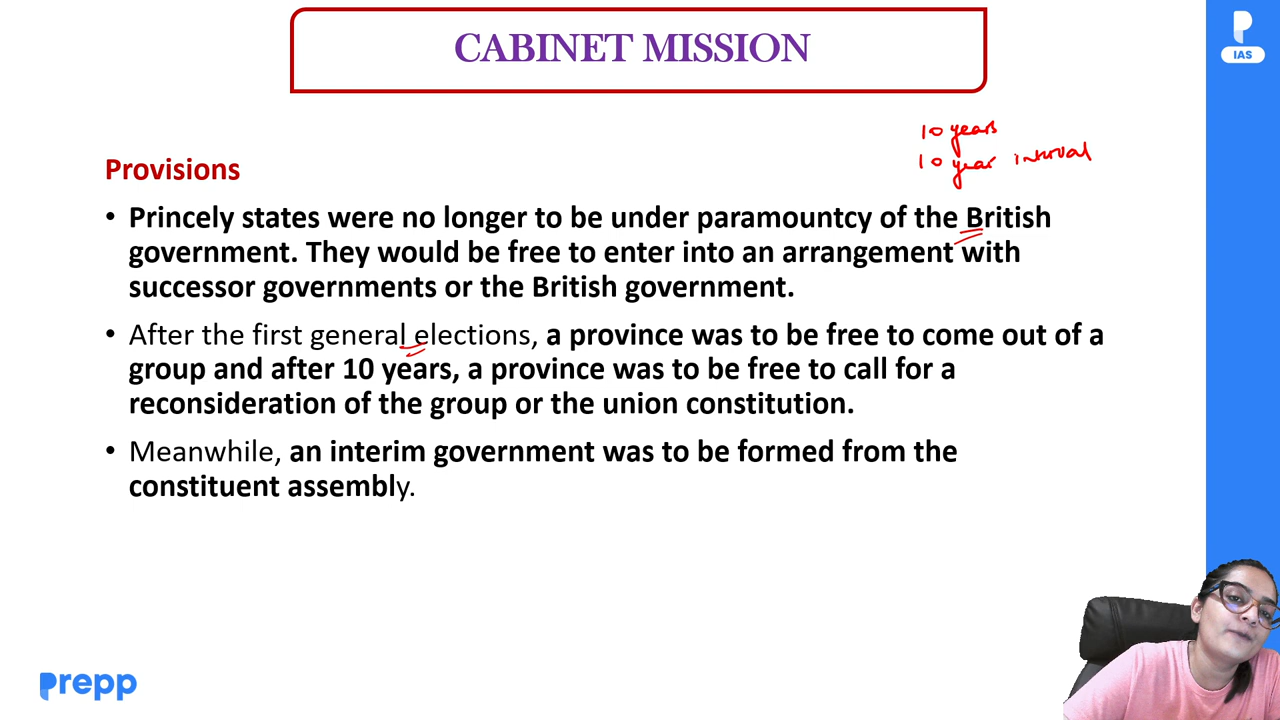 CABINET MISSION
IAS
10 years
10 year interval
Provisions
• Princely states were no longer to be under paramountcy of the British
government. They would be free to enter into an arrangement with
successor governments or the British government.
• After the first general elections, a province was to be free to come out of a
group and after 10 years, a province was to be free to call for a
reconsideration of the group or the union constitution.
• Meanwhile, an interim government was to be formed from the
constituent assembly.
prepp